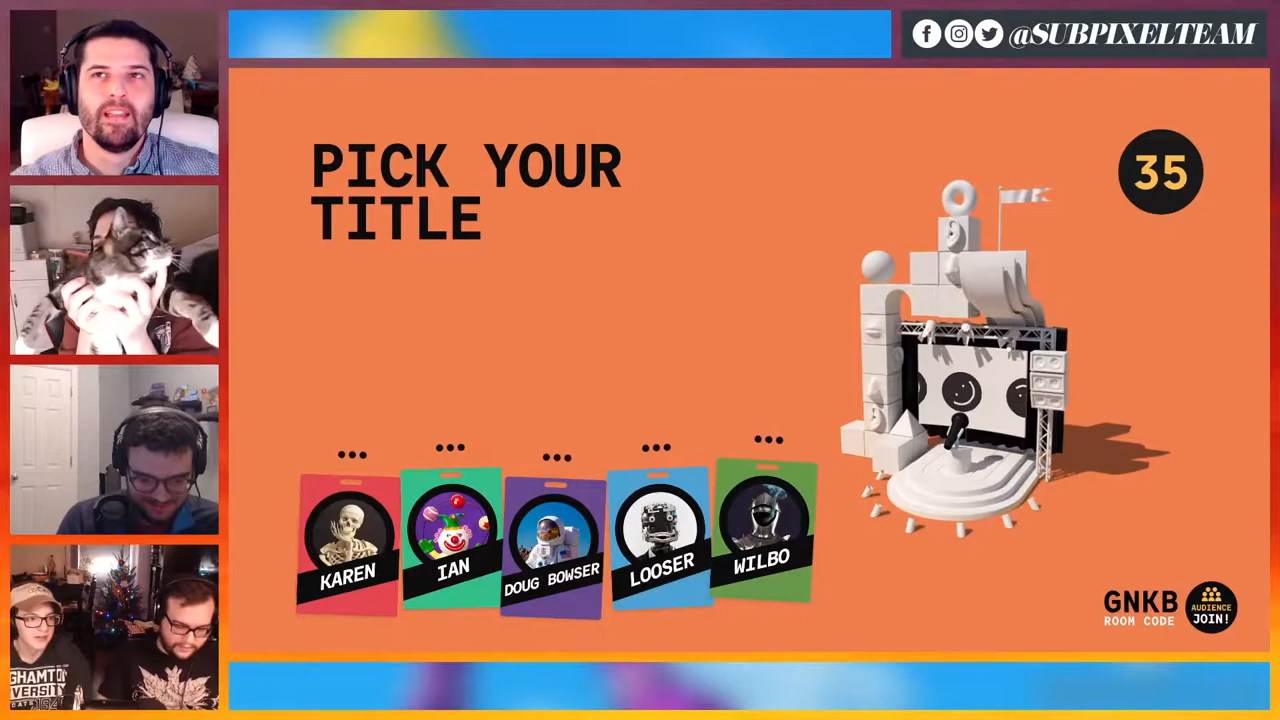 @SUBPIXELTEAM
PICK YOUR
TITLE
35
KAREN
IAN
DOUG BOWSER
LOOSER
WILBO
GNKB
ROOM CODE
AUDIENCE
JOIN!